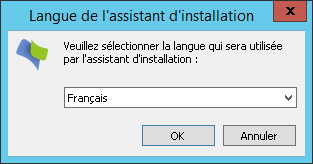 Langue de l'assistant d'installation
Veuillez sélectionner la langue qui sera utilisée
par l'assistant d'installation :
Français
OK
Annuler